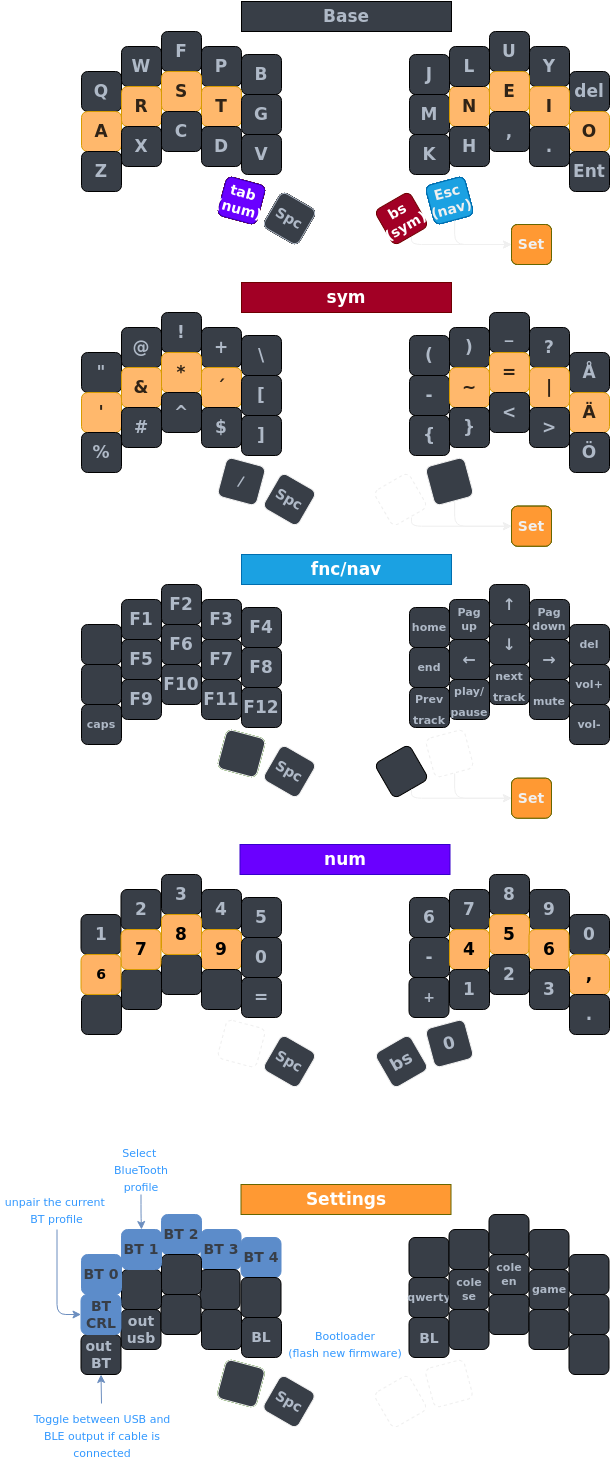 Base
Q W F P B J L U Y del
A R S T G M N E I O
Z X C D V K H , . Ent
tab
(num)
Spc
bs
(sym)
Esc
(nav)
Set
sym
" @ ! + \ ( ) _ ? Å
' & * ´ [ - ~ = | Ä
% # ^ $ ] { } < > Ö
/ Spc
Set
fnc/nav
F1 F2 F3 F4 home Pag
up ↑ Pag
down del
F5 F6 F7 F8 end ← ↓ → vol+
caps F9 F10 F11 F12 Prev
track play/
pause next
track mute vol-
Spc
Set
num
1 2 3 4 5 6 7 8 9 0
6 7 8 9 0 - 4 5 6 ,
= + 1 2 3 .
Spc bs 0
Select
BlueTooth
profile
unpair the current
BT profile
Settings
BT 0 BT 1 BT 2 BT 3 BT 4
BT
CRL
qwerty cole
se cole
en game
out
BT
out
usb
BL
Bootloader
(flash new firmware)
BL
Spc
Toggle between USB and
BLE output if cable is
connected